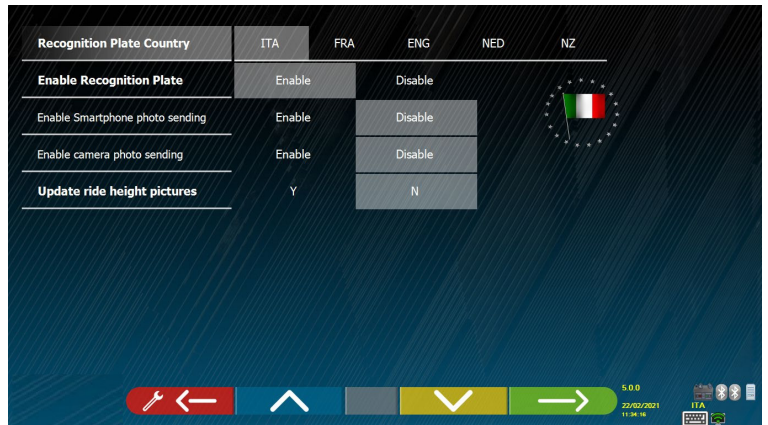 Recognition Plate Country ITA FRA ENG NED NZ
Enable Recognition Plate Enable Disable
Enable Smartphone photo sending Enable Disable
Enable camera photo sending Enable Disable
Update ride height pictures Y N
5.0.0
22/02/2021 ITA
11:34:16